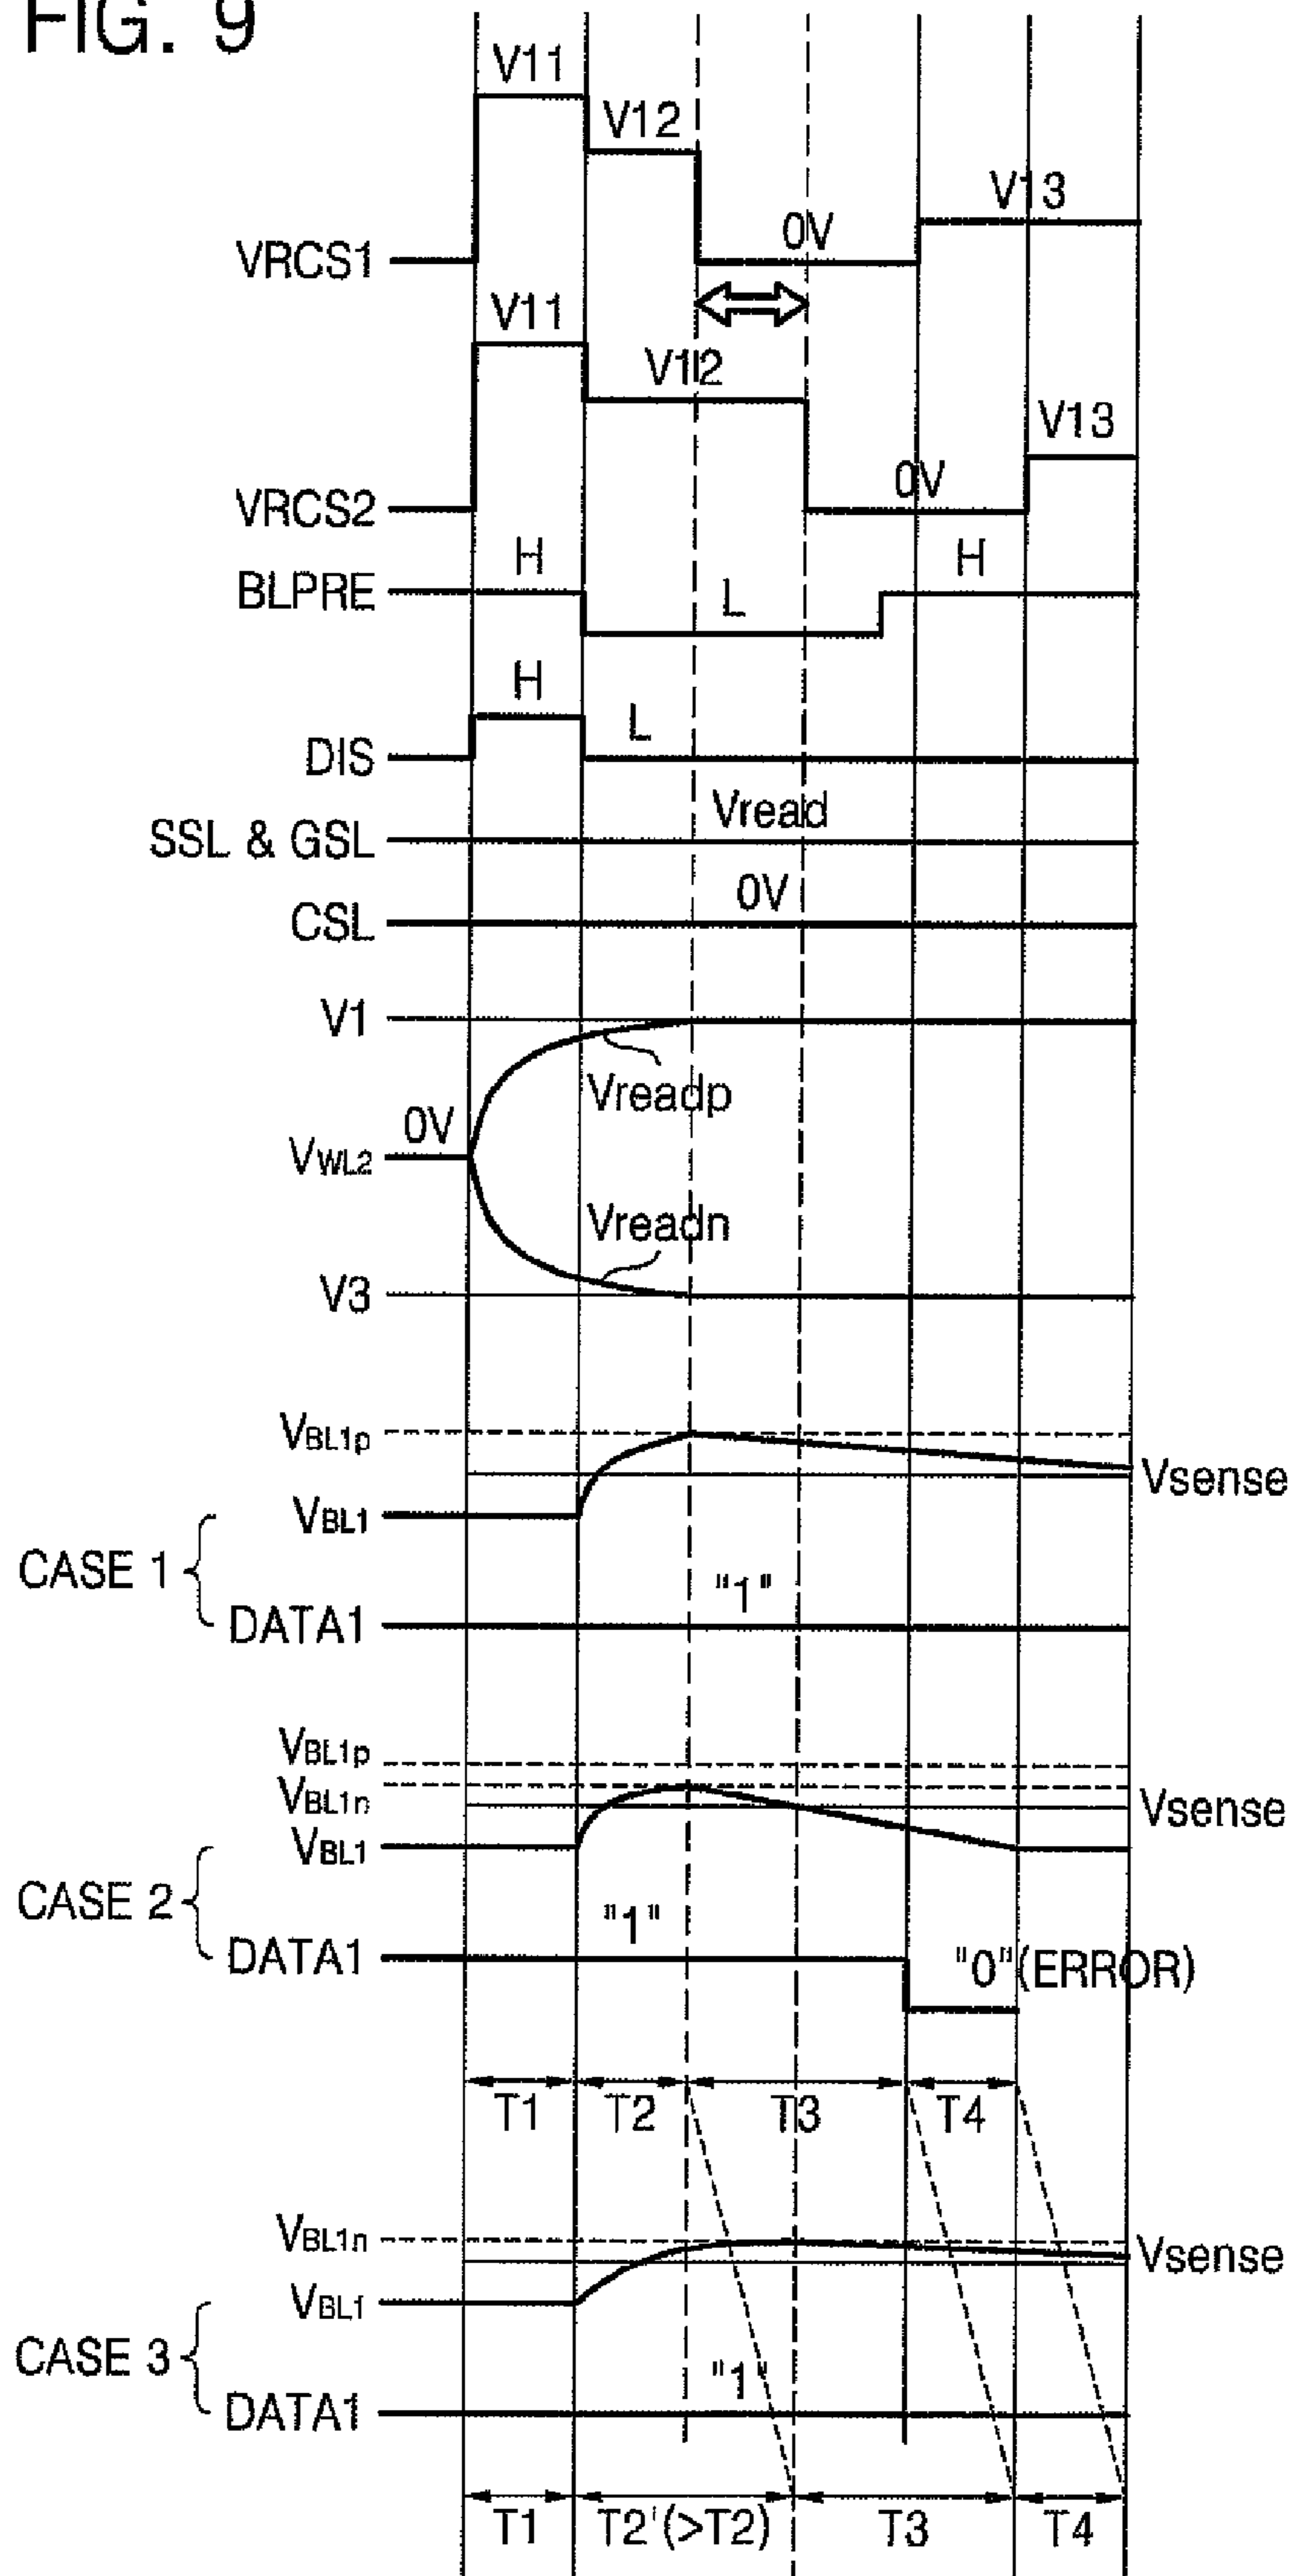 FIG. 9
V11
V12
V13
0V
VRCS1
V11
V12
V13
0V
VRCS2
H
H
BLPRE
L
H
L
DIS
Vread
SSL & GSL
0V
CSL
V1
Vreadp
0V
VWL2
Vreadn
V3
VBL1p
Vsense
VBL1
CASE 1
"1"
DATA1
VBL1p
VBL1n
Vsense
VBL1
CASE 2
"1"
DATA1
"0"(ERROR)
T1 T2 T3 T4
VBL1n
Vsense
VBL1
CASE 3
"1"
DATA1
T1 T2'(>T2) T3 T4